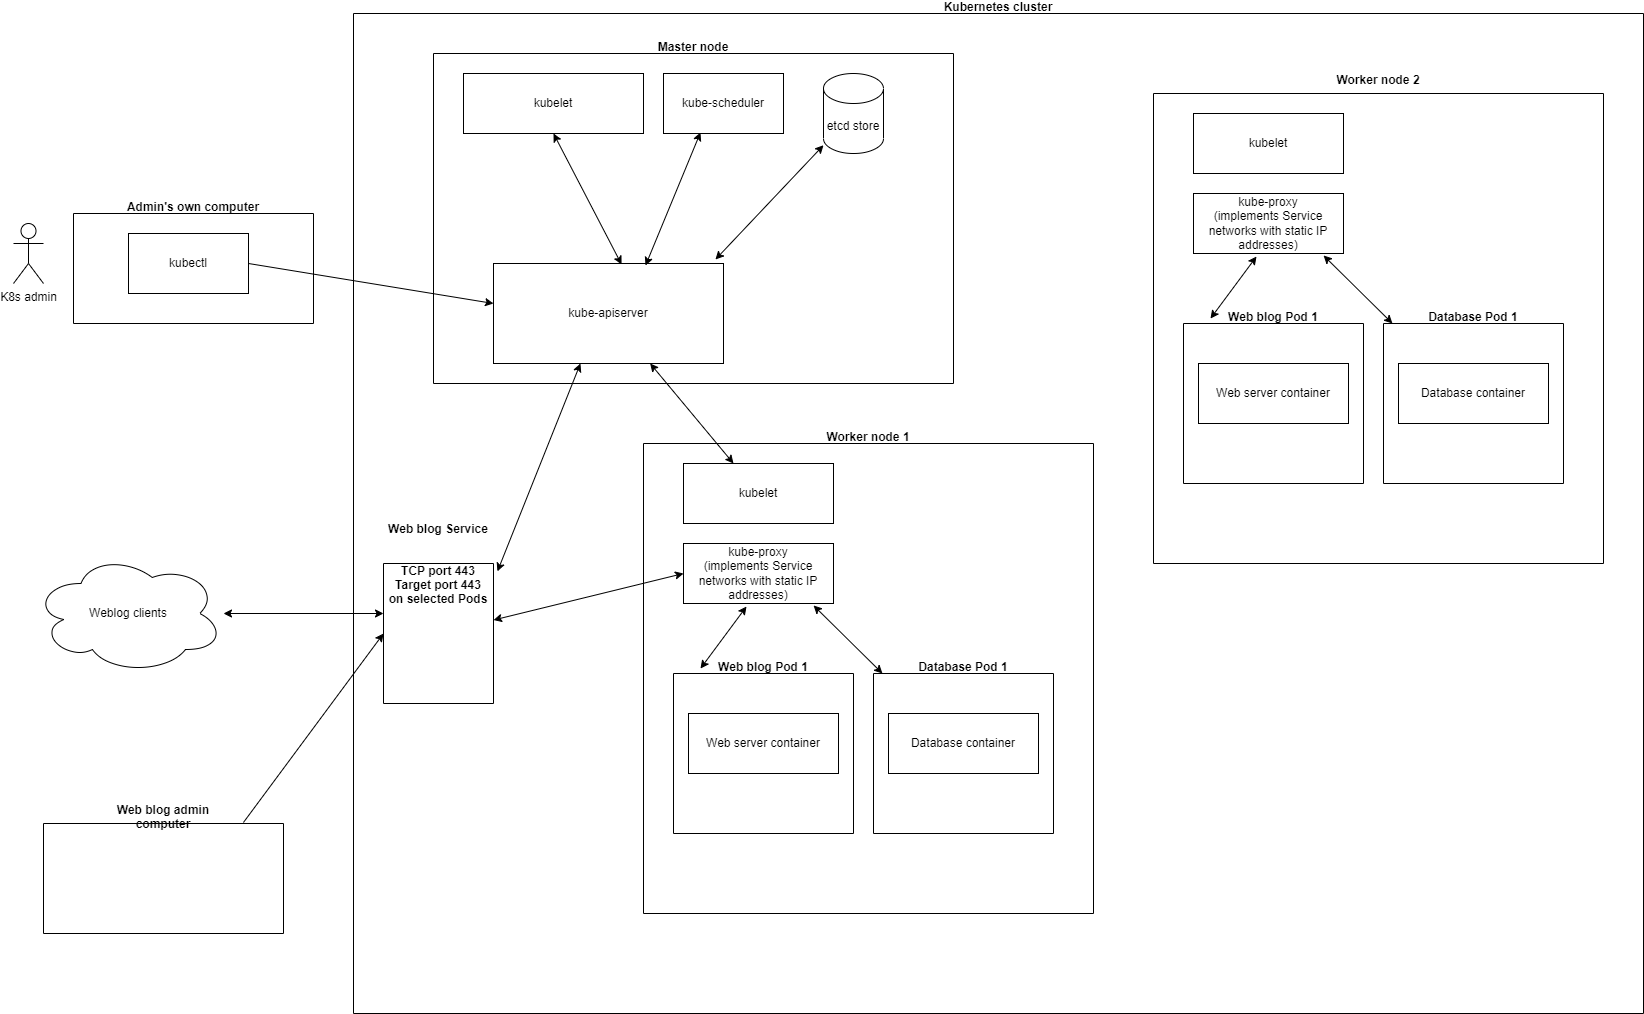 Kubernetes cluster
Master node
kubelet
kube-scheduler
etcd store
Worker node 2
kubelet
kube-proxy
(implements Service
networks with static IP
addresses)
Admin's own computer
kubectl
K8s admin
kube-apiserver
Web blog Pod 1
Database Pod 1
Web server container
Database container
Worker node 1
kubelet
Web blog Service
kube-proxy
(implements Service
networks with static IP
addresses)
TCP port 443
Target port 443
on selected Pods
Weblog clients
Web blog Pod 1
Database Pod 1
Web server container
Database container
Web blog admin
computer